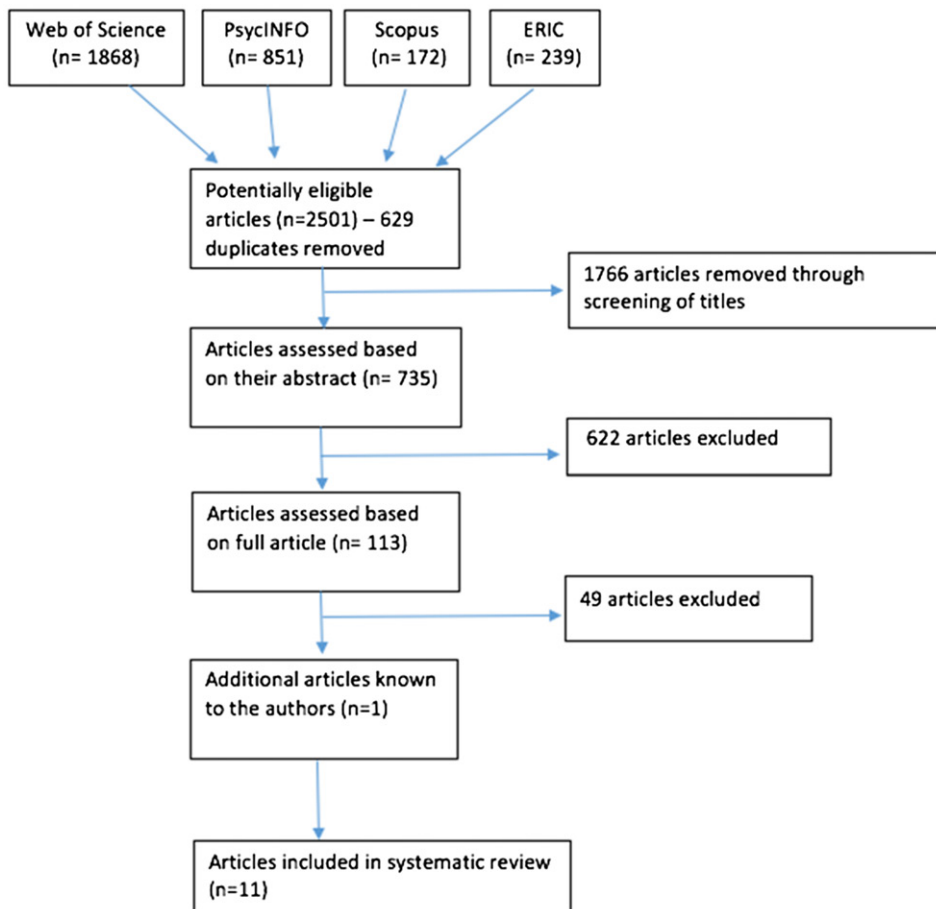 Web of Science
(n= 1868)
PsycINFO
(n= 851)
Scopus
(n= 172)
ERIC
(n= 239)
Potentially eligible
articles (n=2501) – 629
duplicates removed
1766 articles removed through
screening of titles
Articles assessed based
on their abstract (n= 735)
622 articles excluded
Articles assessed based
on full article (n= 113)
49 articles excluded
Additional articles known
to the authors (n=1)
Articles included in systematic review
(n=11)